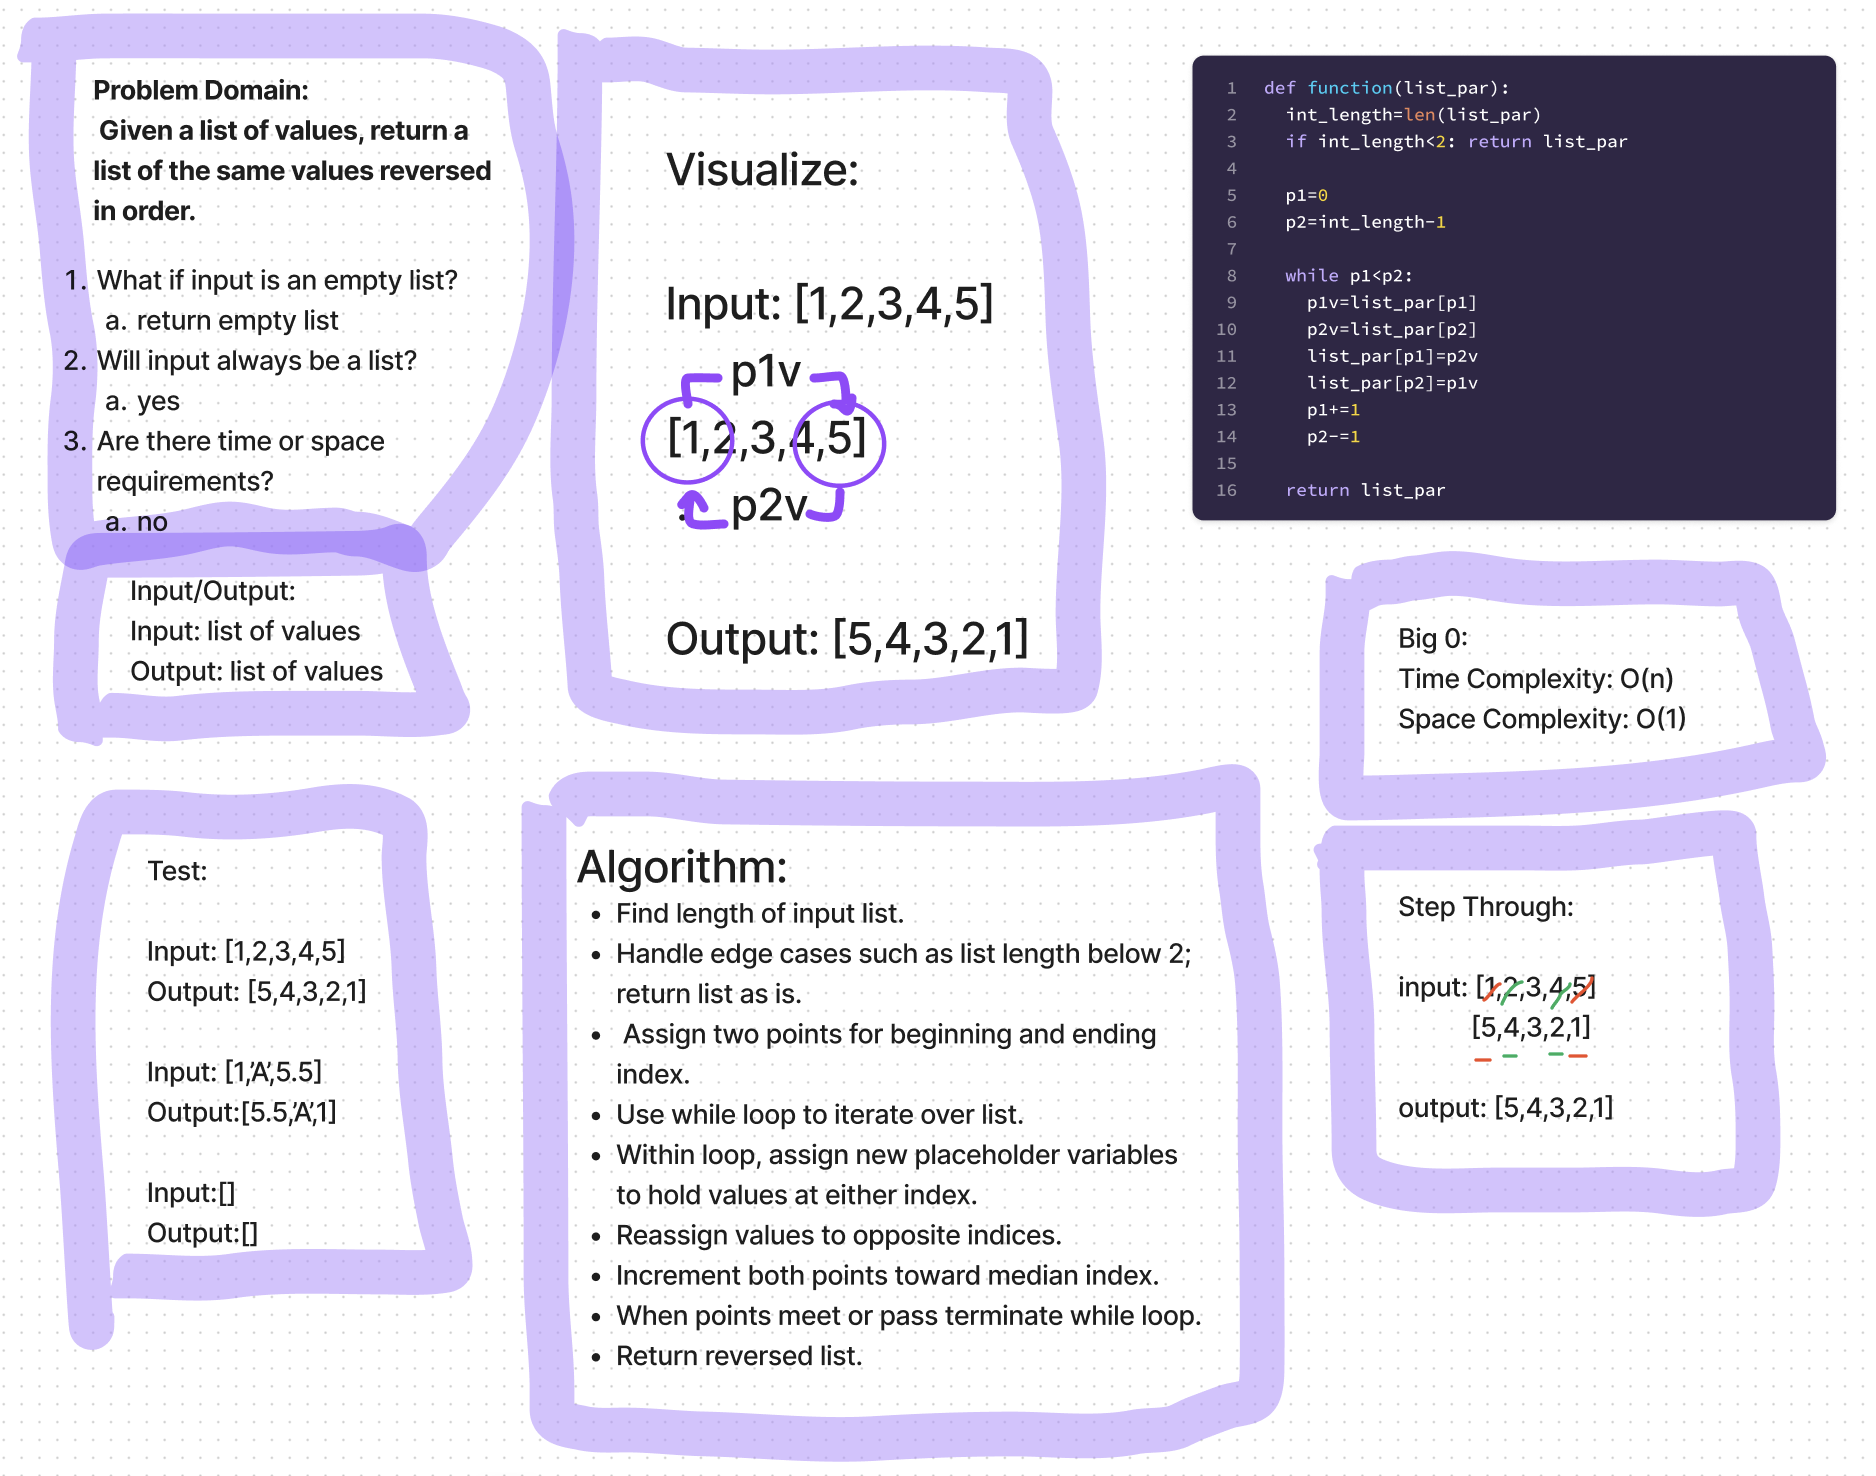 Problem Domain:
Given a list of values, return a
list of the same values reversed
in order.
1. What if input is an empty list?
a. return empty list
2. Will input always be a list?
a. yes
3. Are there time or space
requirements?
a. no
Input/Output:
Input: list of values
Output: list of values
Test:
Input: [1,2,3,4,5]
Output: [5,4,3,2,1]
Input: [1,’A’,5.5]
Output:[5.5,’A’,1]
Input:[]
Output:[]
Visualize:
Input: [1,2,3,4,5]
p1v
[1,2,3,4,5]
. p2v
Output: [5,4,3,2,1]
Algorithm:
• Find length of input list.
• Handle edge cases such as list length below 2;
return list as is.
• Assign two points for beginning and ending
index.
• Use while loop to iterate over list.
• Within loop, assign new placeholder variables
to hold values at either index.
• Reassign values to opposite indices.
• Increment both points toward median index.
• When points meet or pass terminate while loop.
• Return reversed list.
1 def function(list_par):
2 int_length=len(list_par)
3 if int_length<2: return list_par
4
5 p1=0
6 p2=int_length-1
7
8 while p1<p2:
9 p1v=list_par[p1]
10 p2v=list_par[p2]
11 list_par[p1]=p2v
12 list_par[p2]=p1v
13 p1+=1
14 p2-=1
15
16 return list_par
Big 0:
Time Complexity: O(n)
Space Complexity: O(1)
Step Through:
input: [1,2,3,4,5]
[5,4,3,2,1]
output: [5,4,3,2,1]